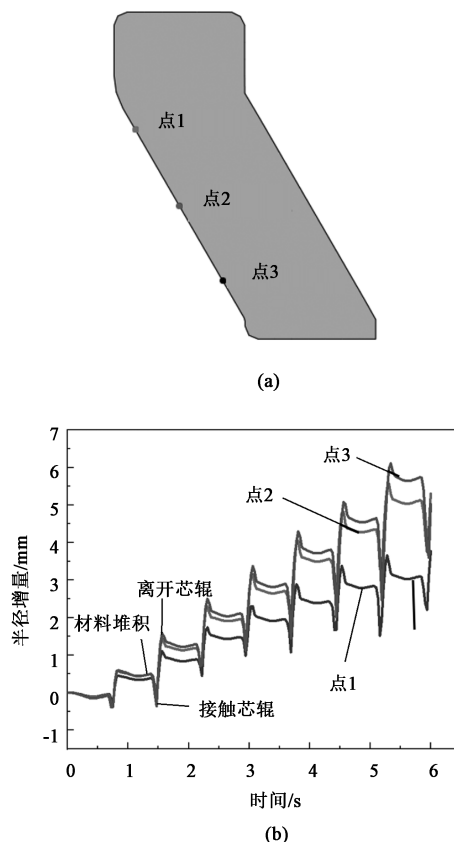 点1
点2
点3
(a)
7
6
5
4
3
2
1
0
-1
半径增量/mm
点3
点2
离开芯辊
材料堆积
接触芯辊
点1
0 1 2 3 4 5 6
时间/s
(b)